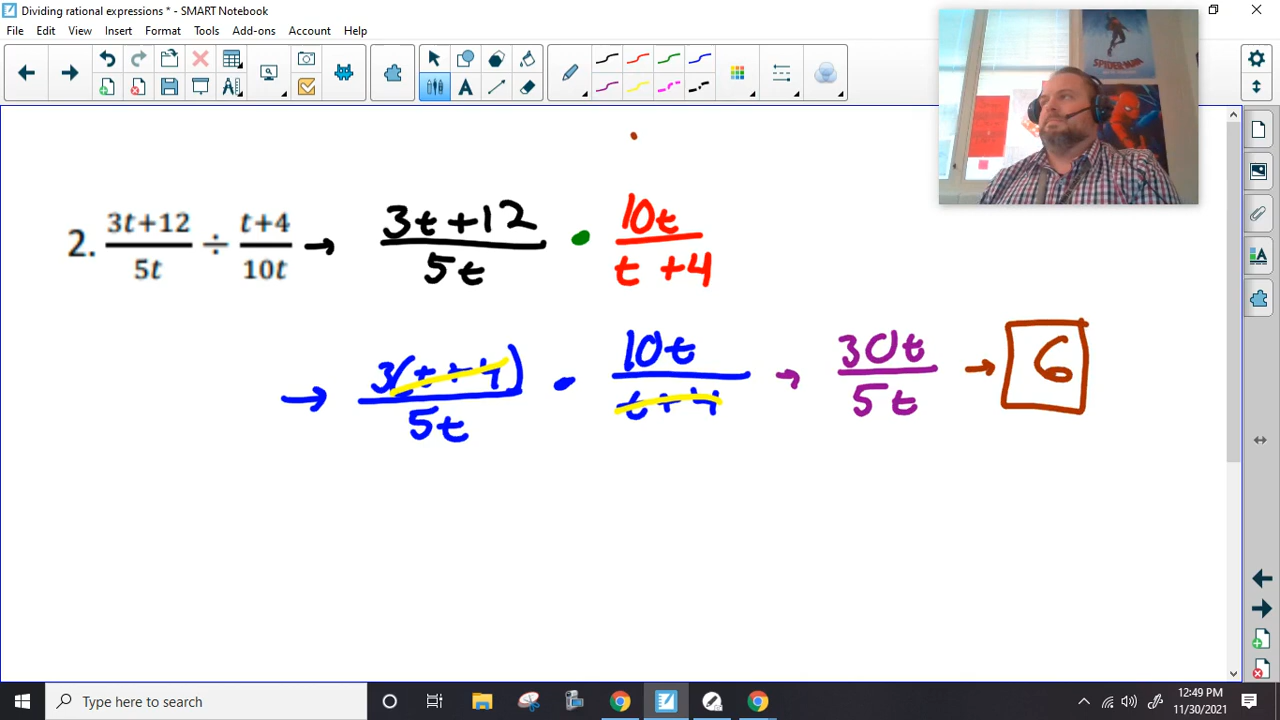 Dividing rational expressions * - SMART Notebook
File Edit View Insert Format Tools Add-ons Account Help
SPIDER-MAN
2. (3t+12)/(5t) ÷ (t+4)/(10t) → (3t+12)/(5t) • (10t)/(t+4)
→ 3(t+4)/(5t) • (10t)/(t+4) → (30t)/(5t) → 6
Type here to search
12:49 PM
11/30/2021